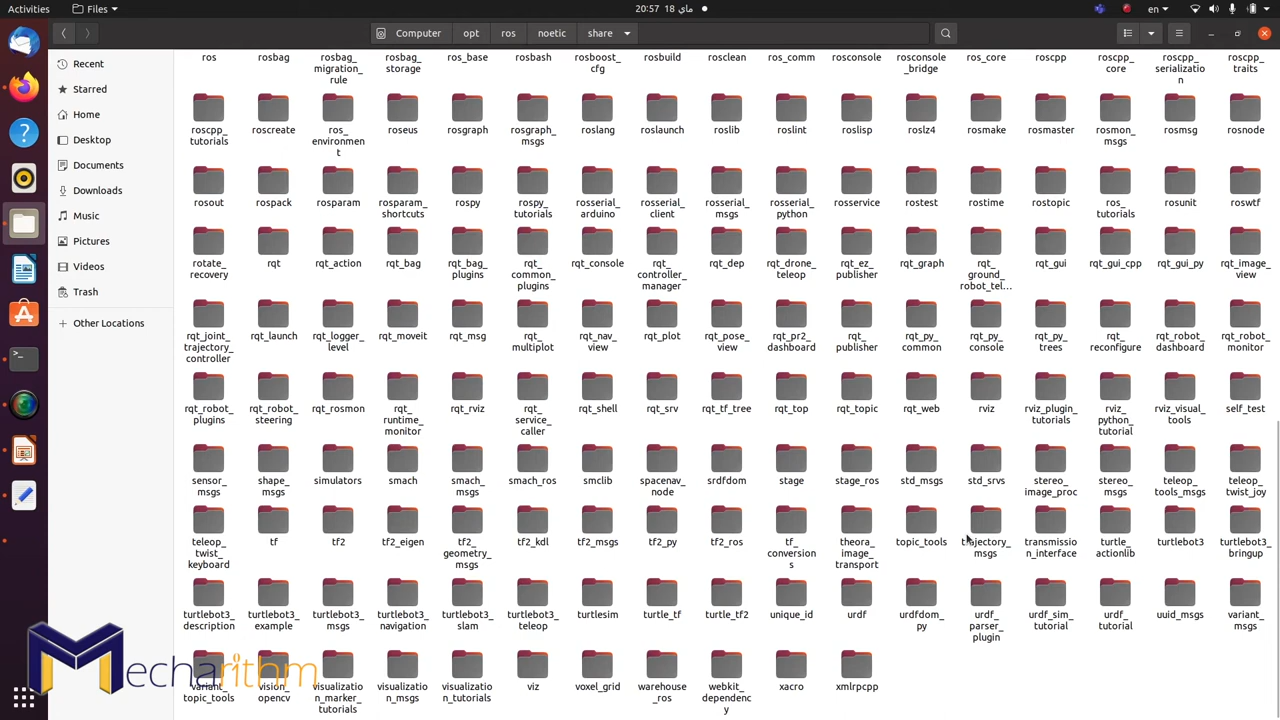 Activities Files 20:57 18 مای en
Computer opt ros noetic share
Recent
Starred
Home
Desktop
Documents
Downloads
Music
Pictures
Videos
Trash
Other Locations
ros rosbag rosbag_migration_rule rosbag_storage ros_base rosbash rosboost_cfg rosbuild rosclean ros_comm rosconsole rosconsole_bridge ros_core roscpp roscpp_core roscpp_serialization roscpp_traits
roscpp_tutorials roscreate ros_environment roseus rosgraph rosgraph_msgs roslang roslaunch roslib roslint roslisp roslz4 rosmake rosmaster rosmon_msgs rosmsg rosnode
rosout rospack rosparam rosparam_shortcuts rospy rospy_tutorials rosserial_arduino rosserial_client rosserial_msgs rosserial_python rosservice rostest rostime rostopic ros_tutorials rosunit roswtf
rotate_recovery rqt rqt_action rqt_bag rqt_bag_plugins rqt_common_plugins rqt_console rqt_controller_manager rqt_dep rqt_drone_teleop rqt_ez_publisher rqt_graph rqt_ground_robot_tel… rqt_gui rqt_gui_cpp rqt_gui_py rqt_image_view
rqt_joint_trajectory_controller rqt_launch rqt_logger_level rqt_moveit rqt_msg rqt_multiplot rqt_nav_view rqt_plot rqt_pose_view rqt_pr2_dashboard rqt_publisher rqt_py_common rqt_py_console rqt_py_trees rqt_reconfigure rqt_robot_dashboard rqt_robot_monitor
rqt_robot_plugins rqt_robot_steering rqt_rosmon rqt_runtime_monitor rqt_rviz rqt_service_caller rqt_shell rqt_srv rqt_tf_tree rqt_top rqt_topic rqt_web rviz rviz_plugin_tutorials rviz_python_tutorial rviz_visual_tools self_test
sensor_msgs shape_msgs simulators smach smach_msgs smach_ros smclib spacenav_node srdfdom stage stage_ros std_msgs std_srvs stereo_image_proc stereo_msgs teleop_tools_msgs teleop_twist_joy
teleop_twist_keyboard tf tf2 tf2_eigen tf2_geometry_msgs tf2_kdl tf2_msgs tf2_py tf2_ros tf_conversions theora_image_transport topic_tools trajectory_msgs transmission_interface turtle_actionlib turtlebot3 turtlebot3_bringup
turtlebot3_description turtlebot3_example turtlebot3_msgs turtlebot3_navigation turtlebot3_slam turtlebot3_teleop turtlesim turtle_tf turtle_tf2 unique_id urdf urdfdom_py urdf_parser_plugin urdf_sim_tutorial urdf_tutorial uuid_msgs variant_msgs
variant_topic_tools vision_opencv visualization_marker_tutorials visualization_msgs visualization_tutorials viz voxel_grid warehouse_ros webkit_dependency xacro xmlrpcpp
Mecharithm